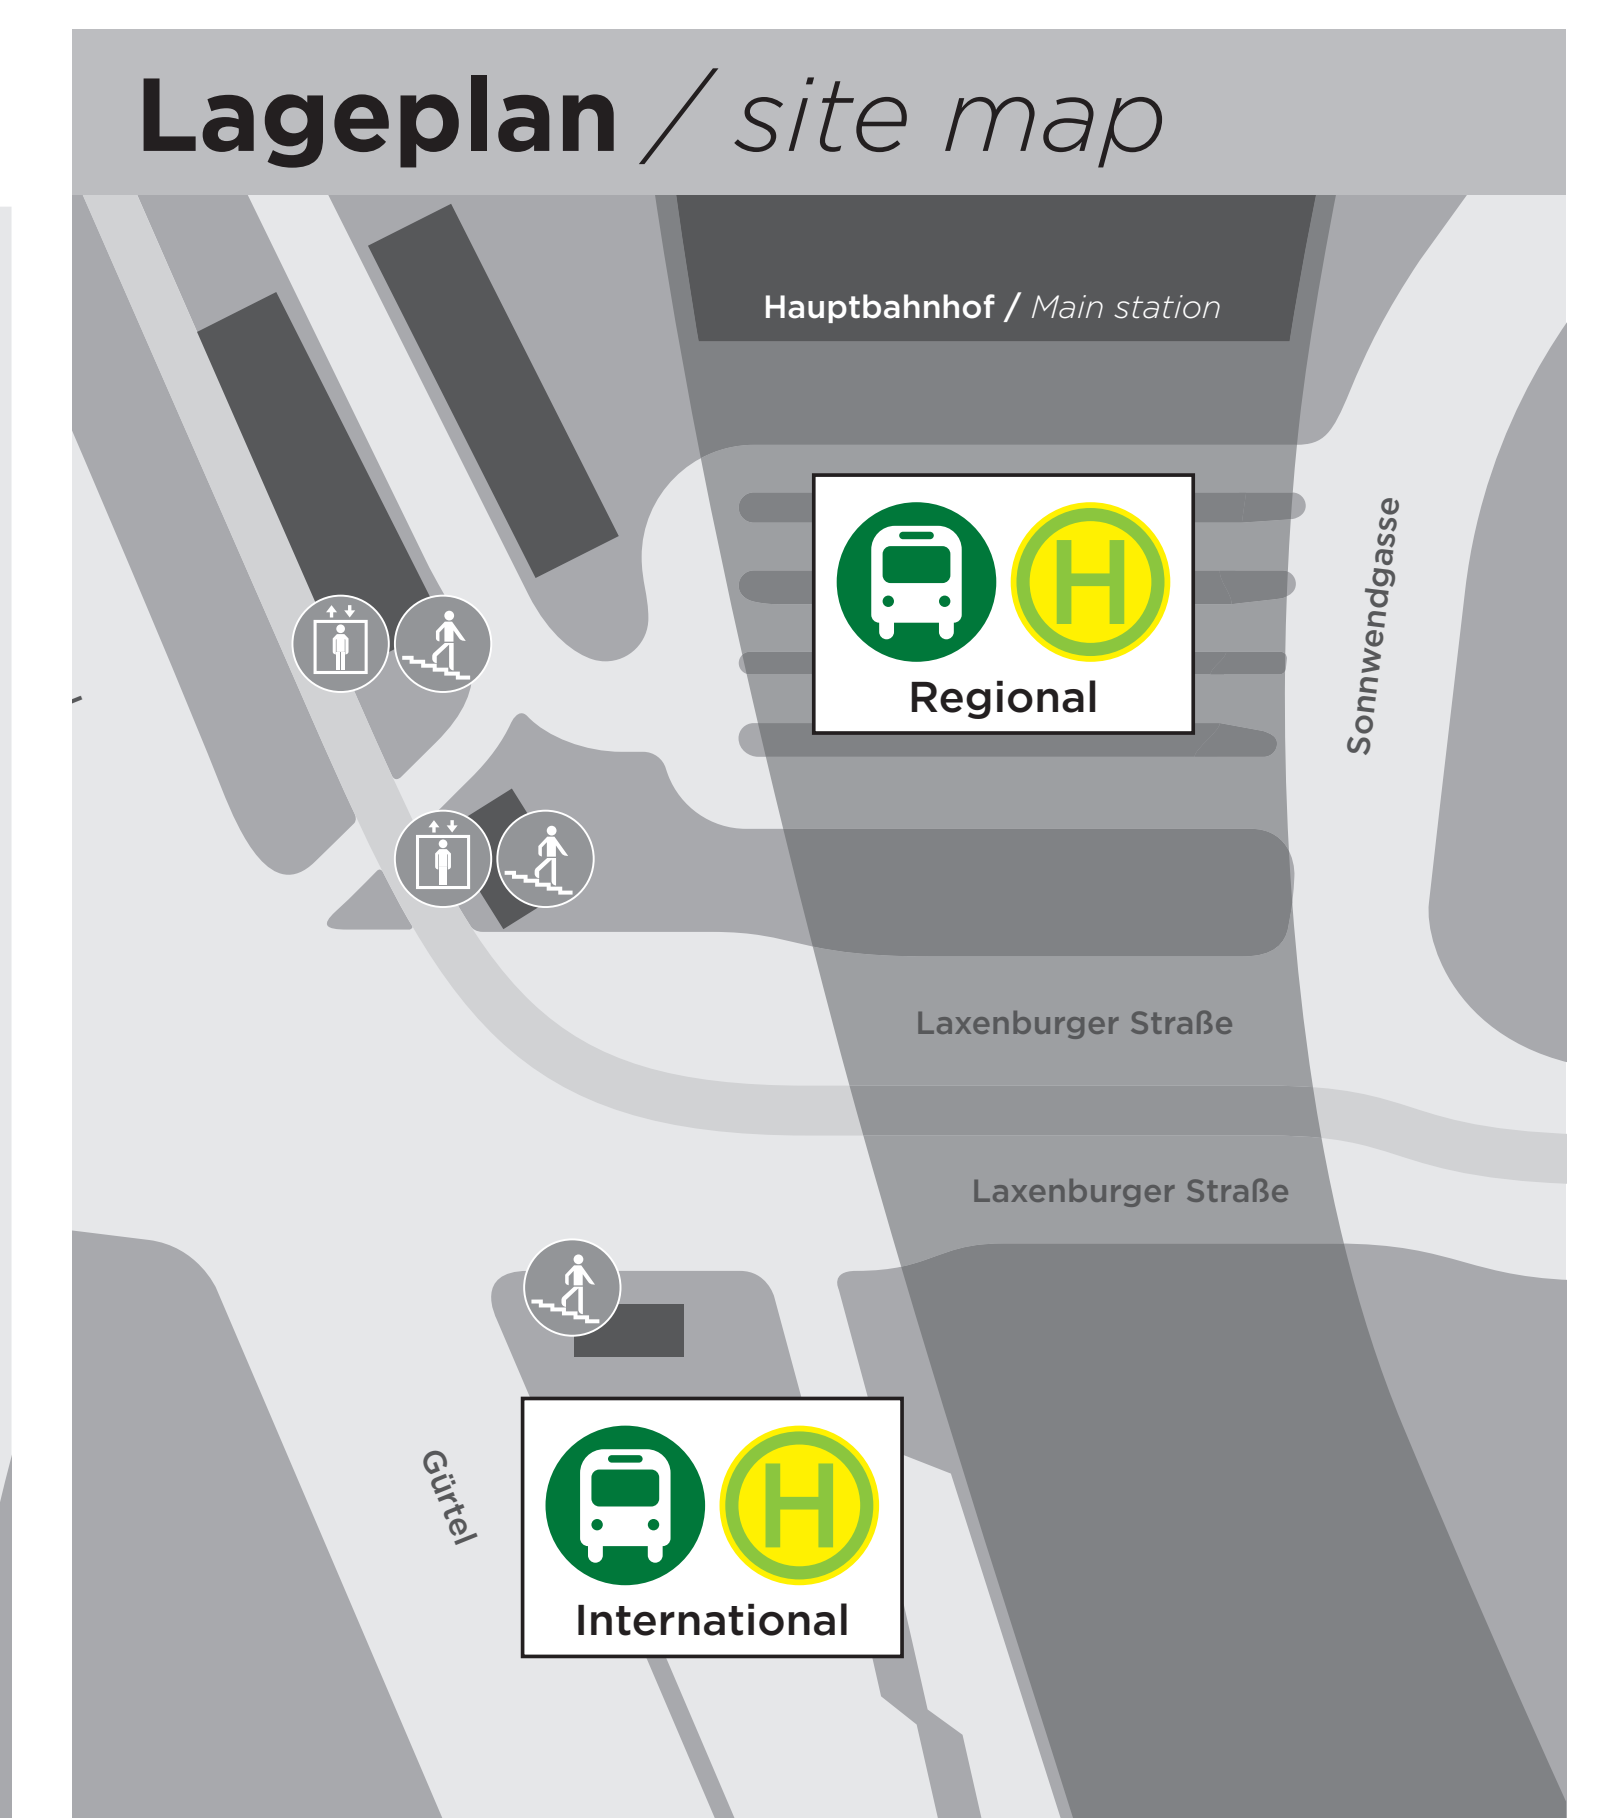 Lageplan / site map
Hauptbahnhof / Main station
H
Regional
Sonnwendgasse
Laxenburger Straße
Laxenburger Straße
Gürtel
H
International